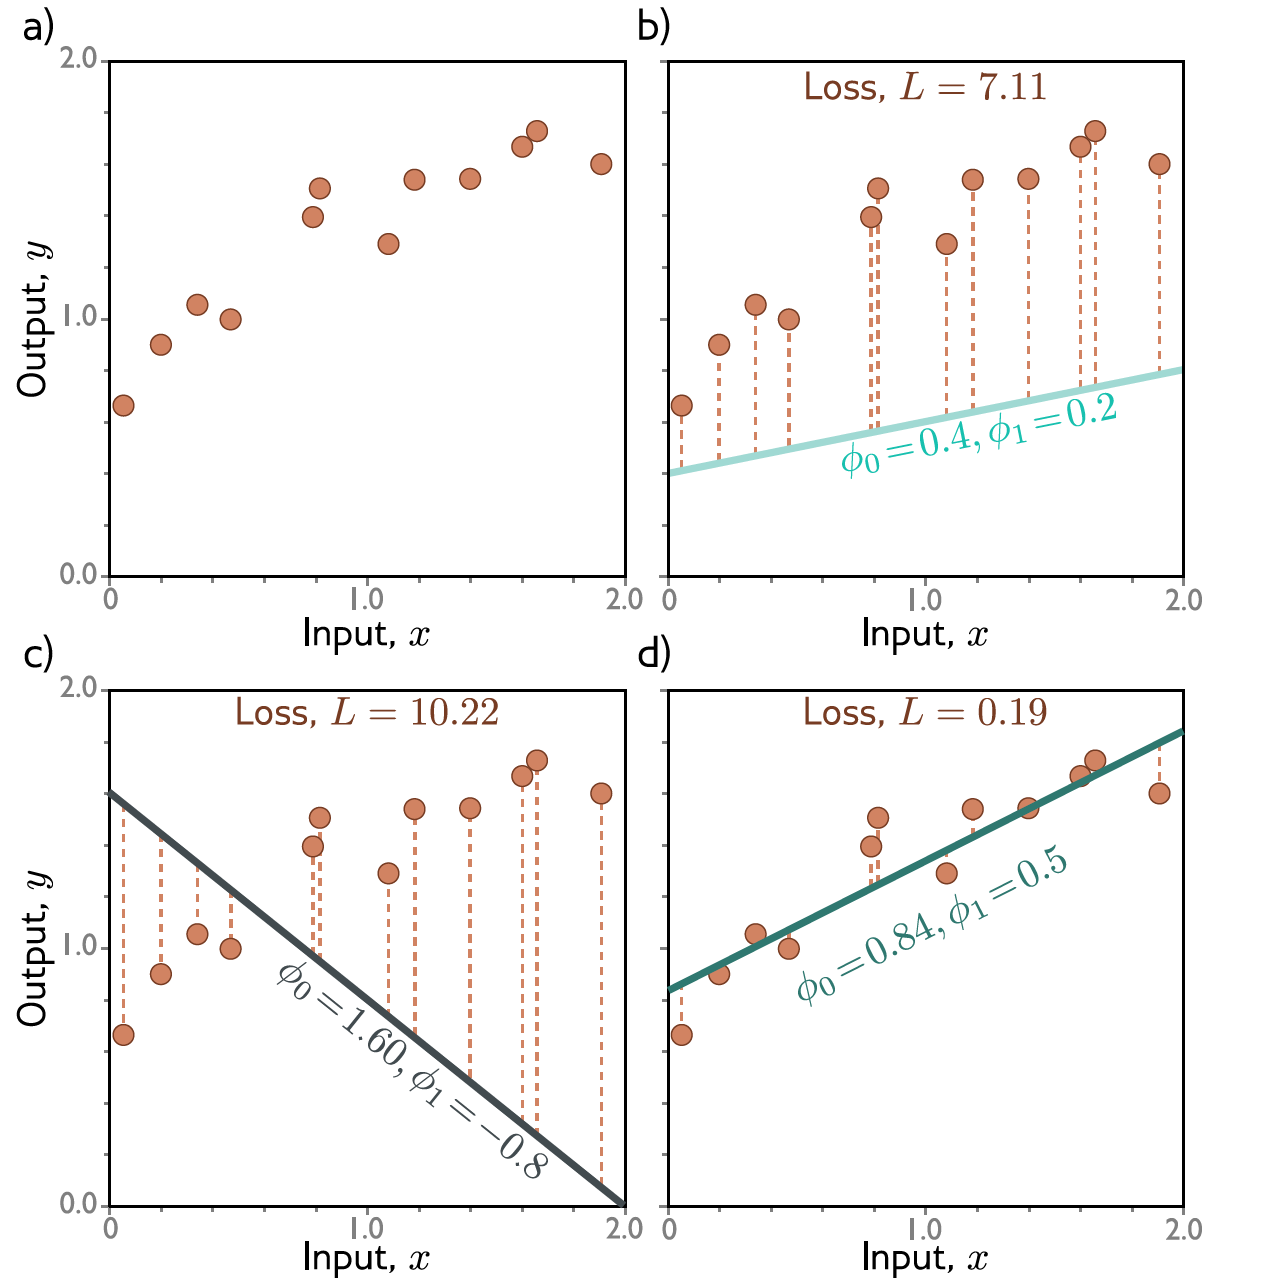 a)
2.0
1.0
0.0
Output, y
0
1.0
2.0
Input, x
b)
Loss, L = 7.11
ϕ₀=0.4, ϕ₁=0.2
0
1.0
2.0
Input, x
c)
2.0
1.0
0.0
Output, y
Loss, L = 10.22
ϕ₀=1.60, ϕ₁=−0.8
0
1.0
2.0
Input, x
d)
Loss, L = 0.19
ϕ₀=0.84, ϕ₁=0.5
0
1.0
2.0
Input, x